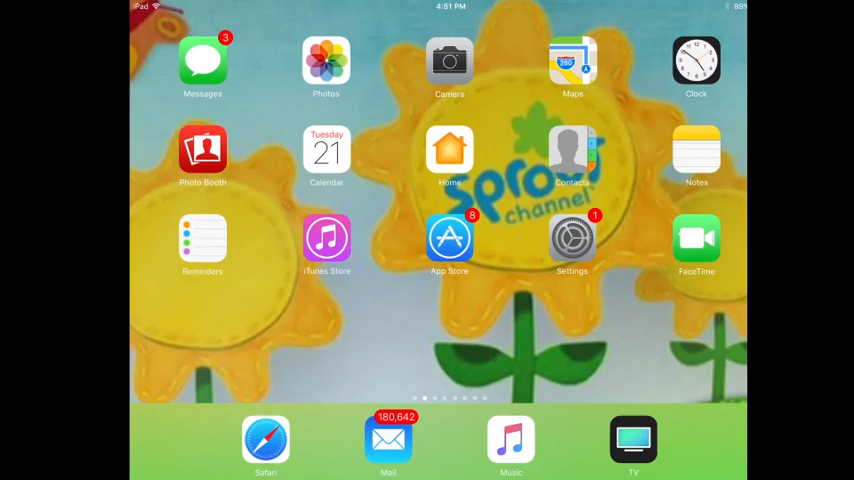 iPad 4:51 PM 89%
3
Messages Photos Camera Maps Clock
280
Tuesday
21
Photo Booth Calendar Home Contacts Notes
Sprout
channel
8 1
Reminders iTunes Store App Store Settings FaceTime
180,642
Safari Mail Music TV